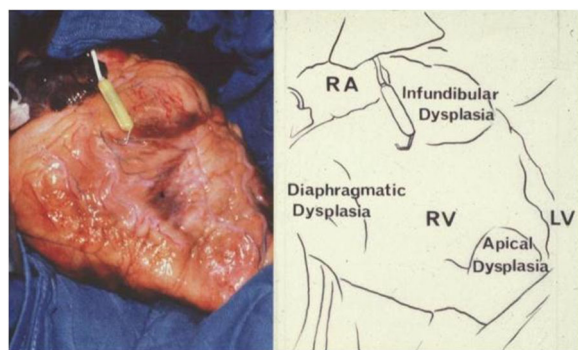 RA
Infundibular
Dysplasia
Diaphragmatic
Dysplasia
RV
LV
Apical
Dysplasia